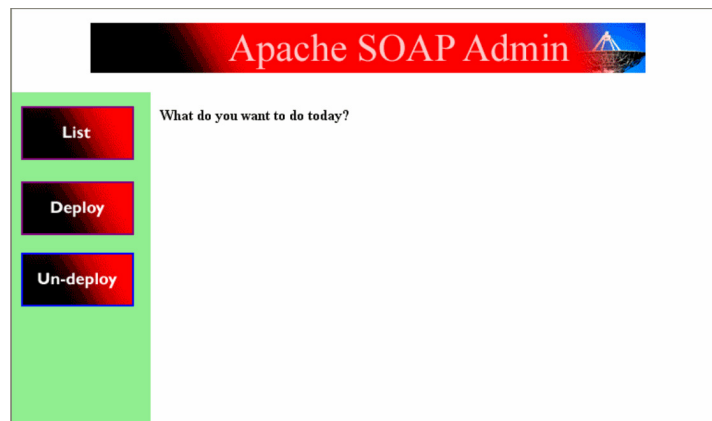 Apache SOAP Admin
List
What do you want to do today?
Deploy
Un-deploy